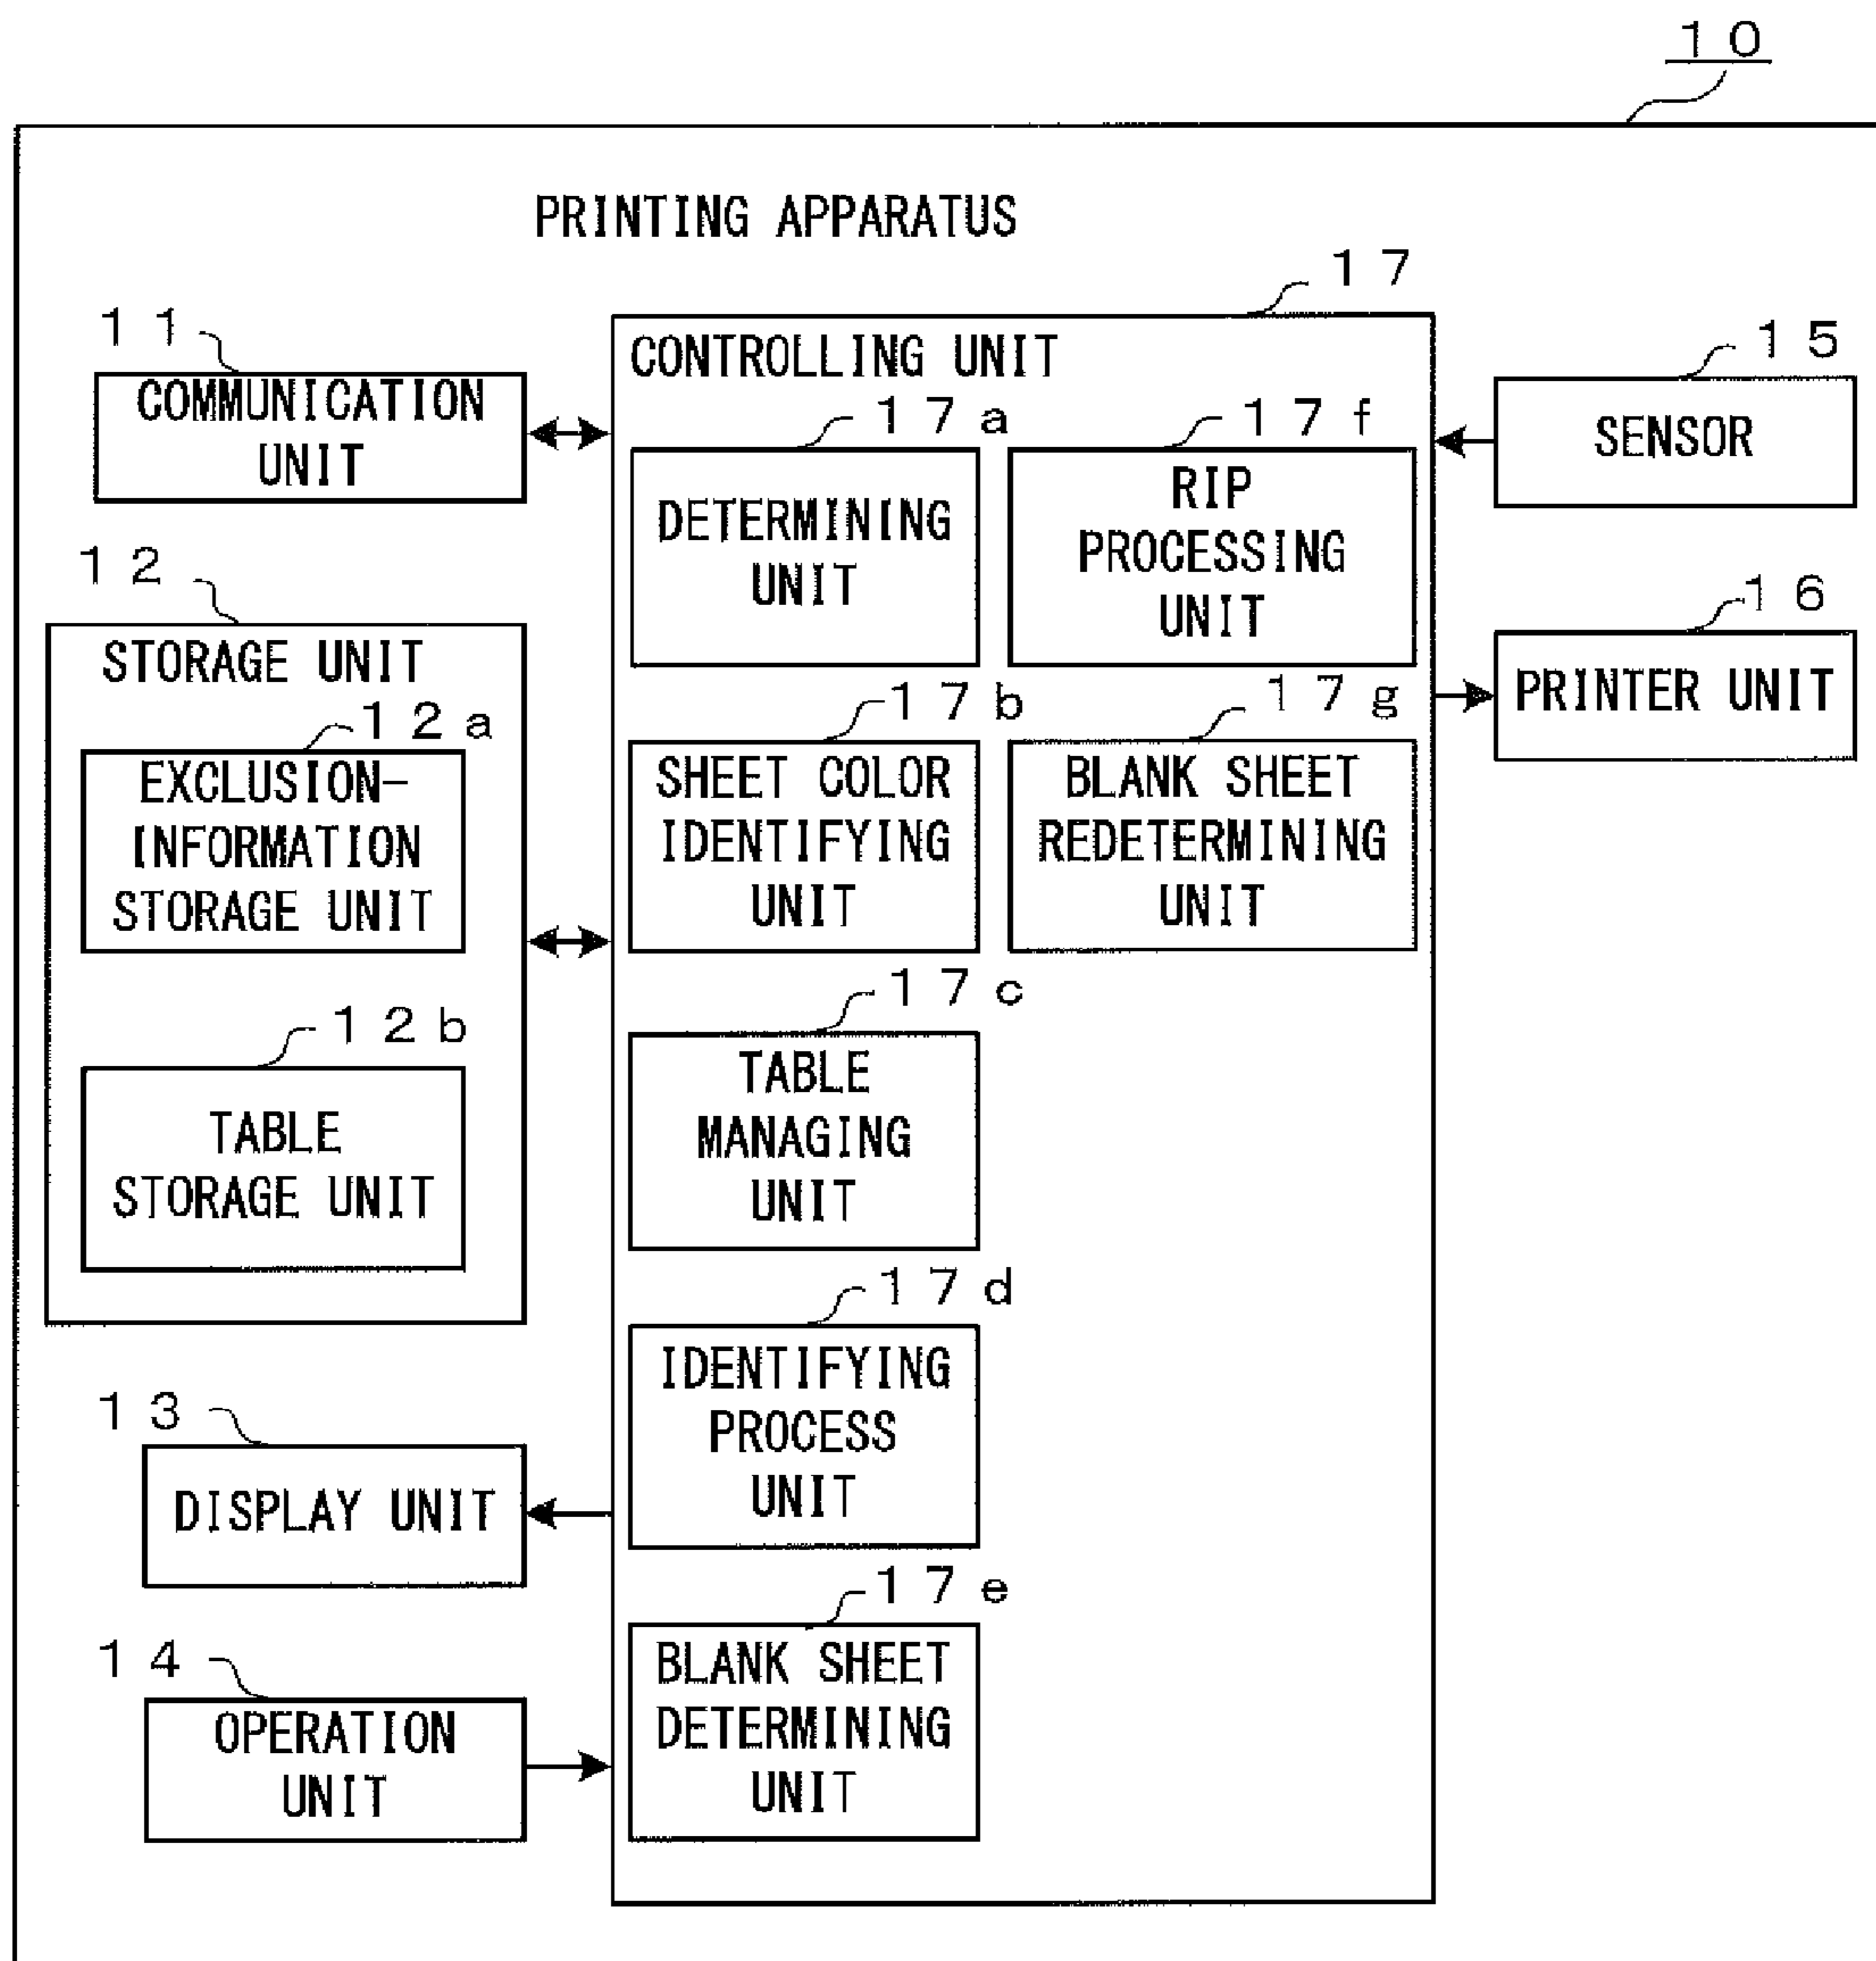 10
PRINTING APPARATUS
11
COMMUNICATION
UNIT
12
STORAGE UNIT
12a
EXCLUSION-
INFORMATION
STORAGE UNIT
12b
TABLE
STORAGE UNIT
13
DISPLAY UNIT
14
OPERATION
UNIT
17
CONTROLLING UNIT
17a
DETERMINING
UNIT
17f
RIP
PROCESSING
UNIT
17b
SHEET COLOR
IDENTIFYING
UNIT
17g
BLANK SHEET
REDETERMINING
UNIT
17c
TABLE
MANAGING
UNIT
17d
IDENTIFYING
PROCESS
UNIT
17e
BLANK SHEET
DETERMINING
UNIT
15
SENSOR
16
PRINTER UNIT